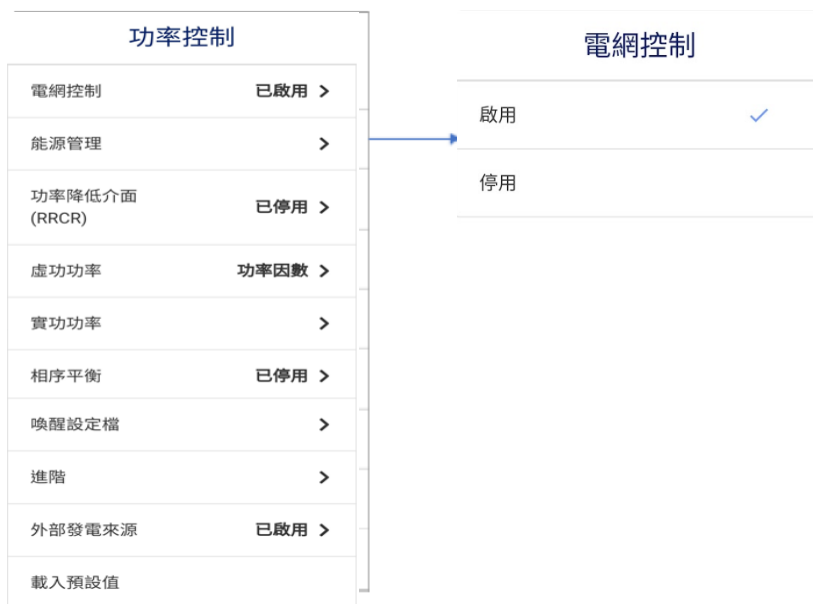 功率控制
電網控制 已啟用
能源管理
功率降低介面
(RRCR) 已停用
虛功功率 功率因數
實功功率
相序平衡 已停用
喚醒設定檔
進階
外部發電來源 已啟用
載入預設值
電網控制
啟用
停用